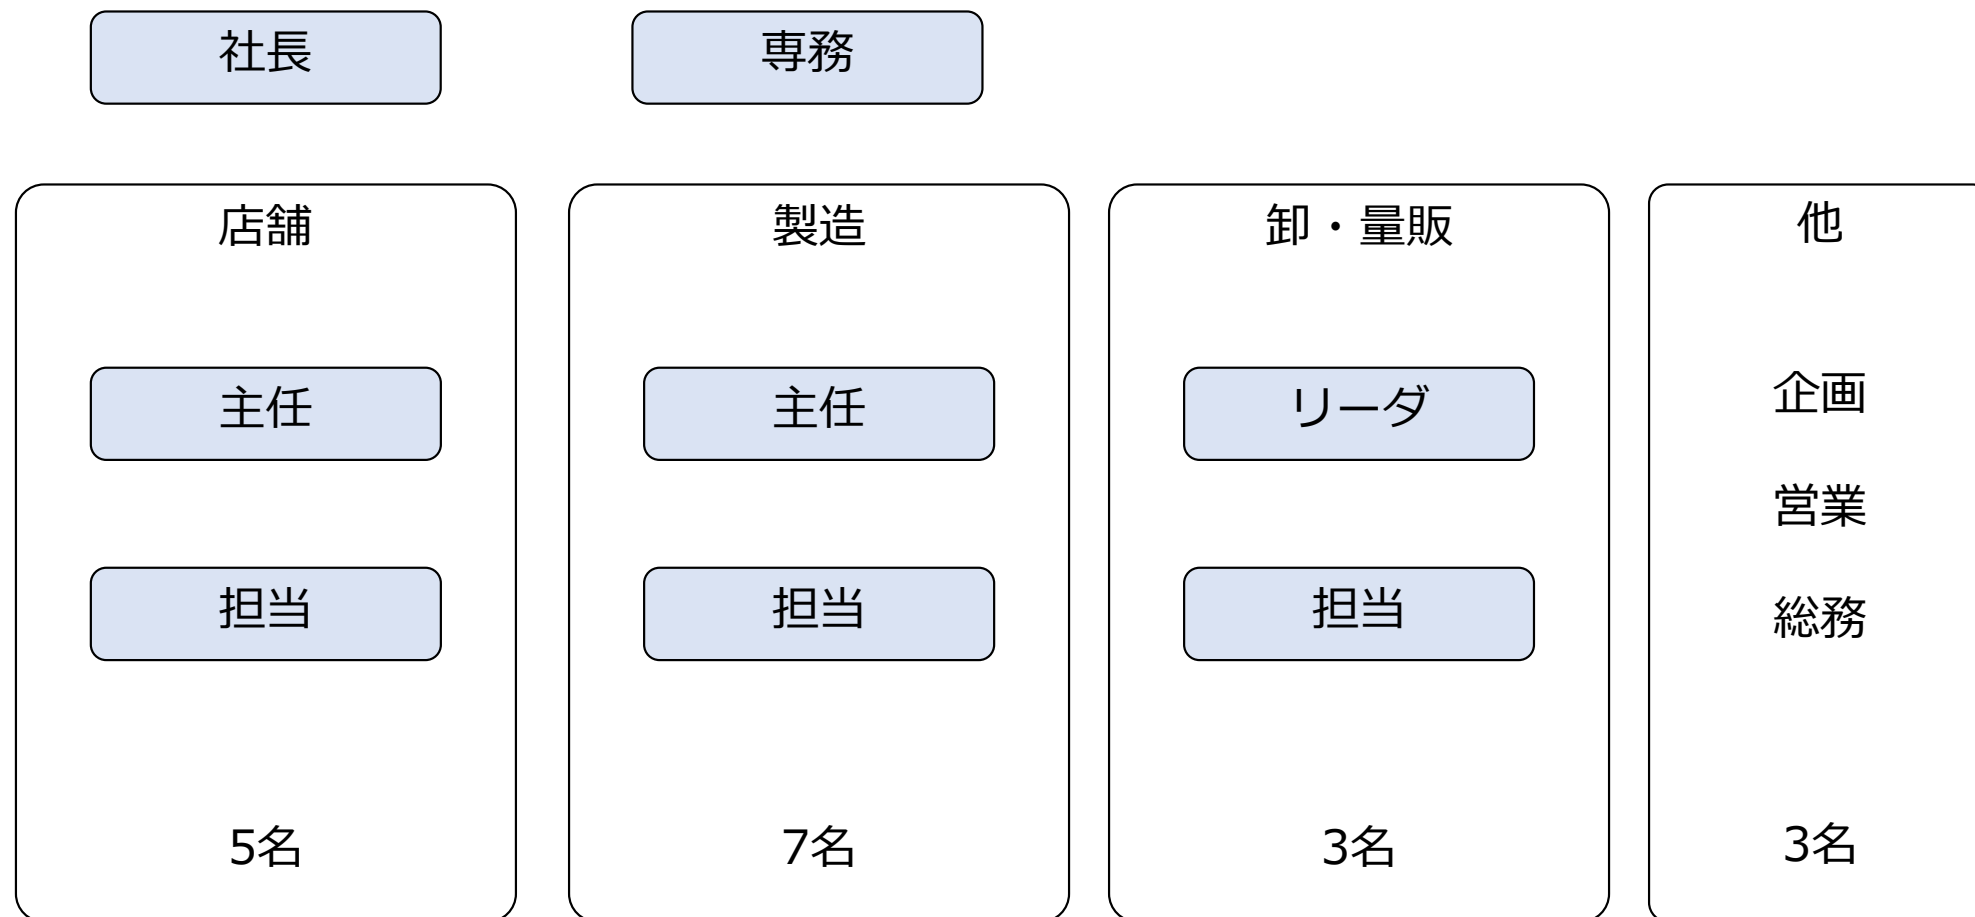 社長
専務
店舗
製造
卸・量販
他
主任
主任
リーダ
企画
営業
担当
担当
担当
総務
5名
7名
3名
3名